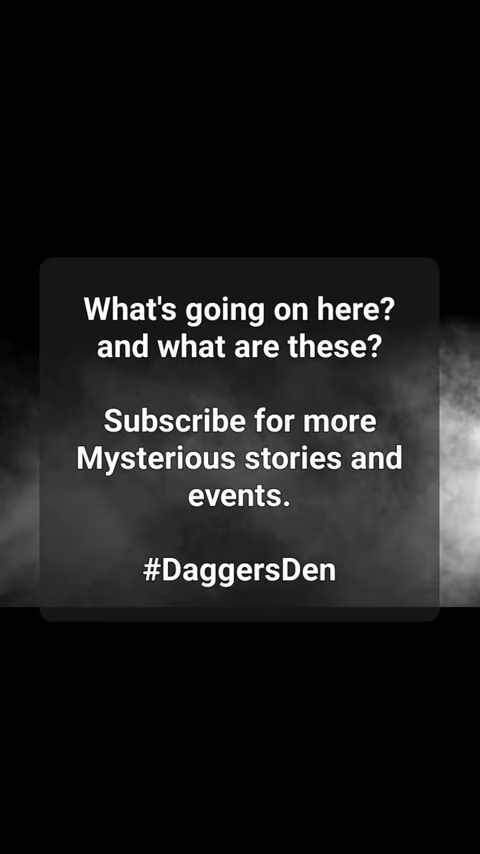 What's going on here?
and what are these?
Subscribe for more
Mysterious stories and
events.
#DaggersDen